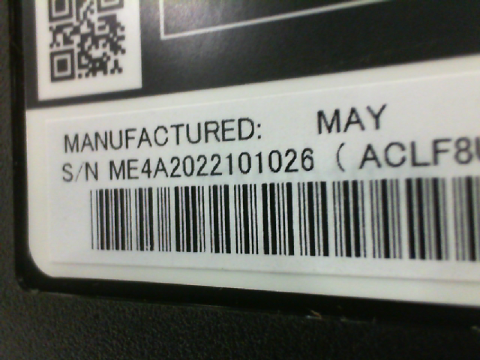 MANUFACTURED: MAY
S/N ME4A2022101026 ( ACLF8